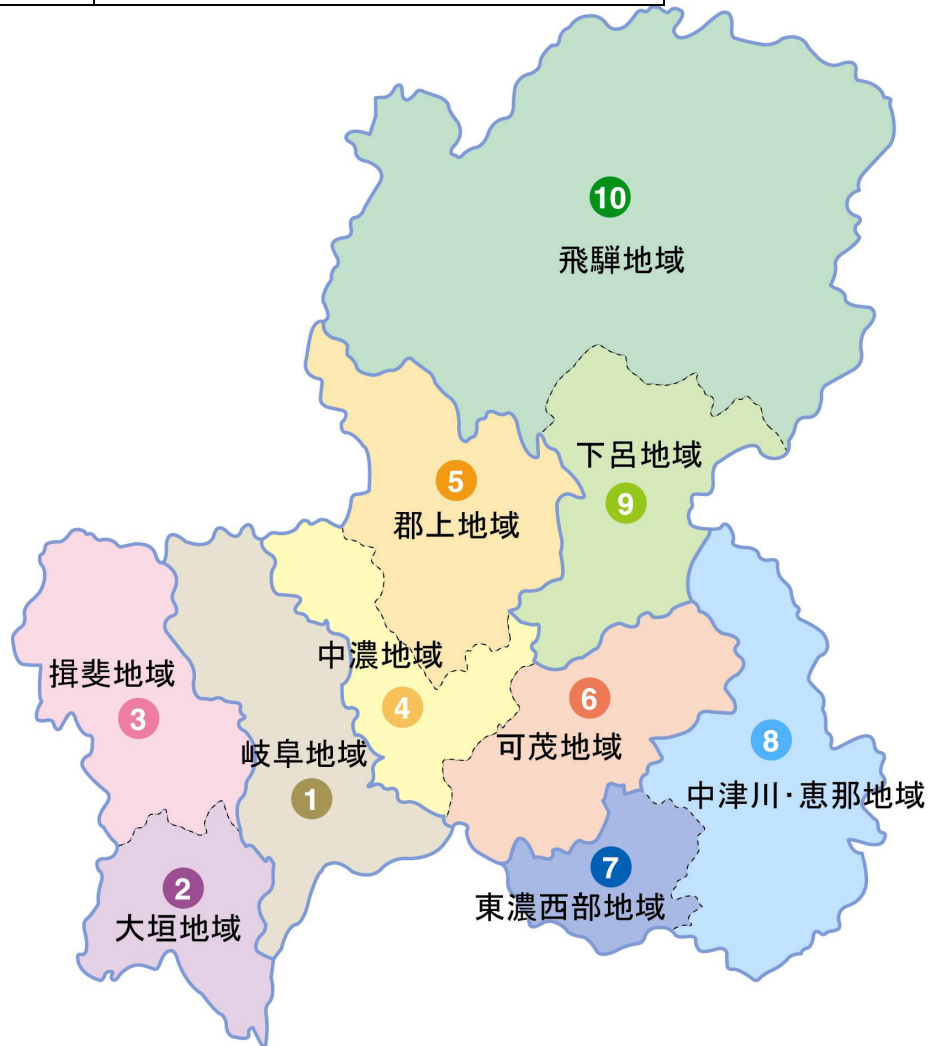 10
飛騨地域
下呂地域
9
5
郡上地域
中濃地域
4
揖斐地域
3
6
可茂地域
岐阜地域
1
8
中津川・恵那地域
7
東濃西部地域
2
大垣地域